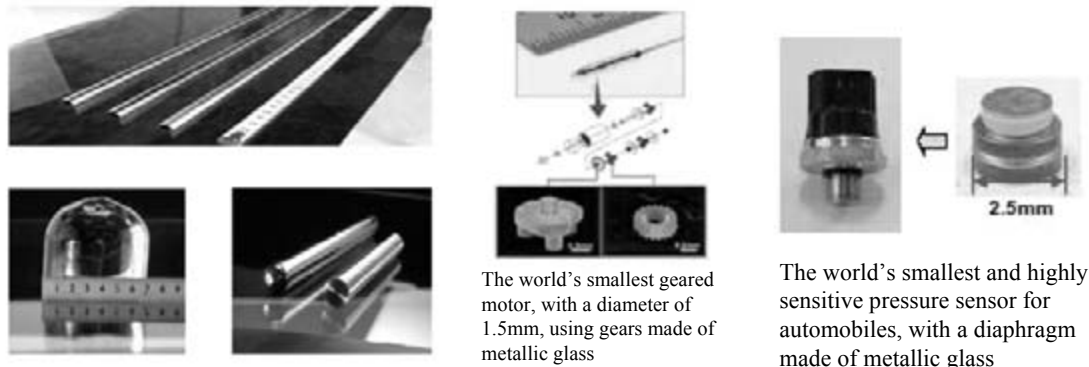 2.5mm
The world's smallest geared
motor, with a diameter of
1.5mm, using gears made of
metallic glass
The world's smallest and highly
sensitive pressure sensor for
automobiles, with a diaphragm
made of metallic glass